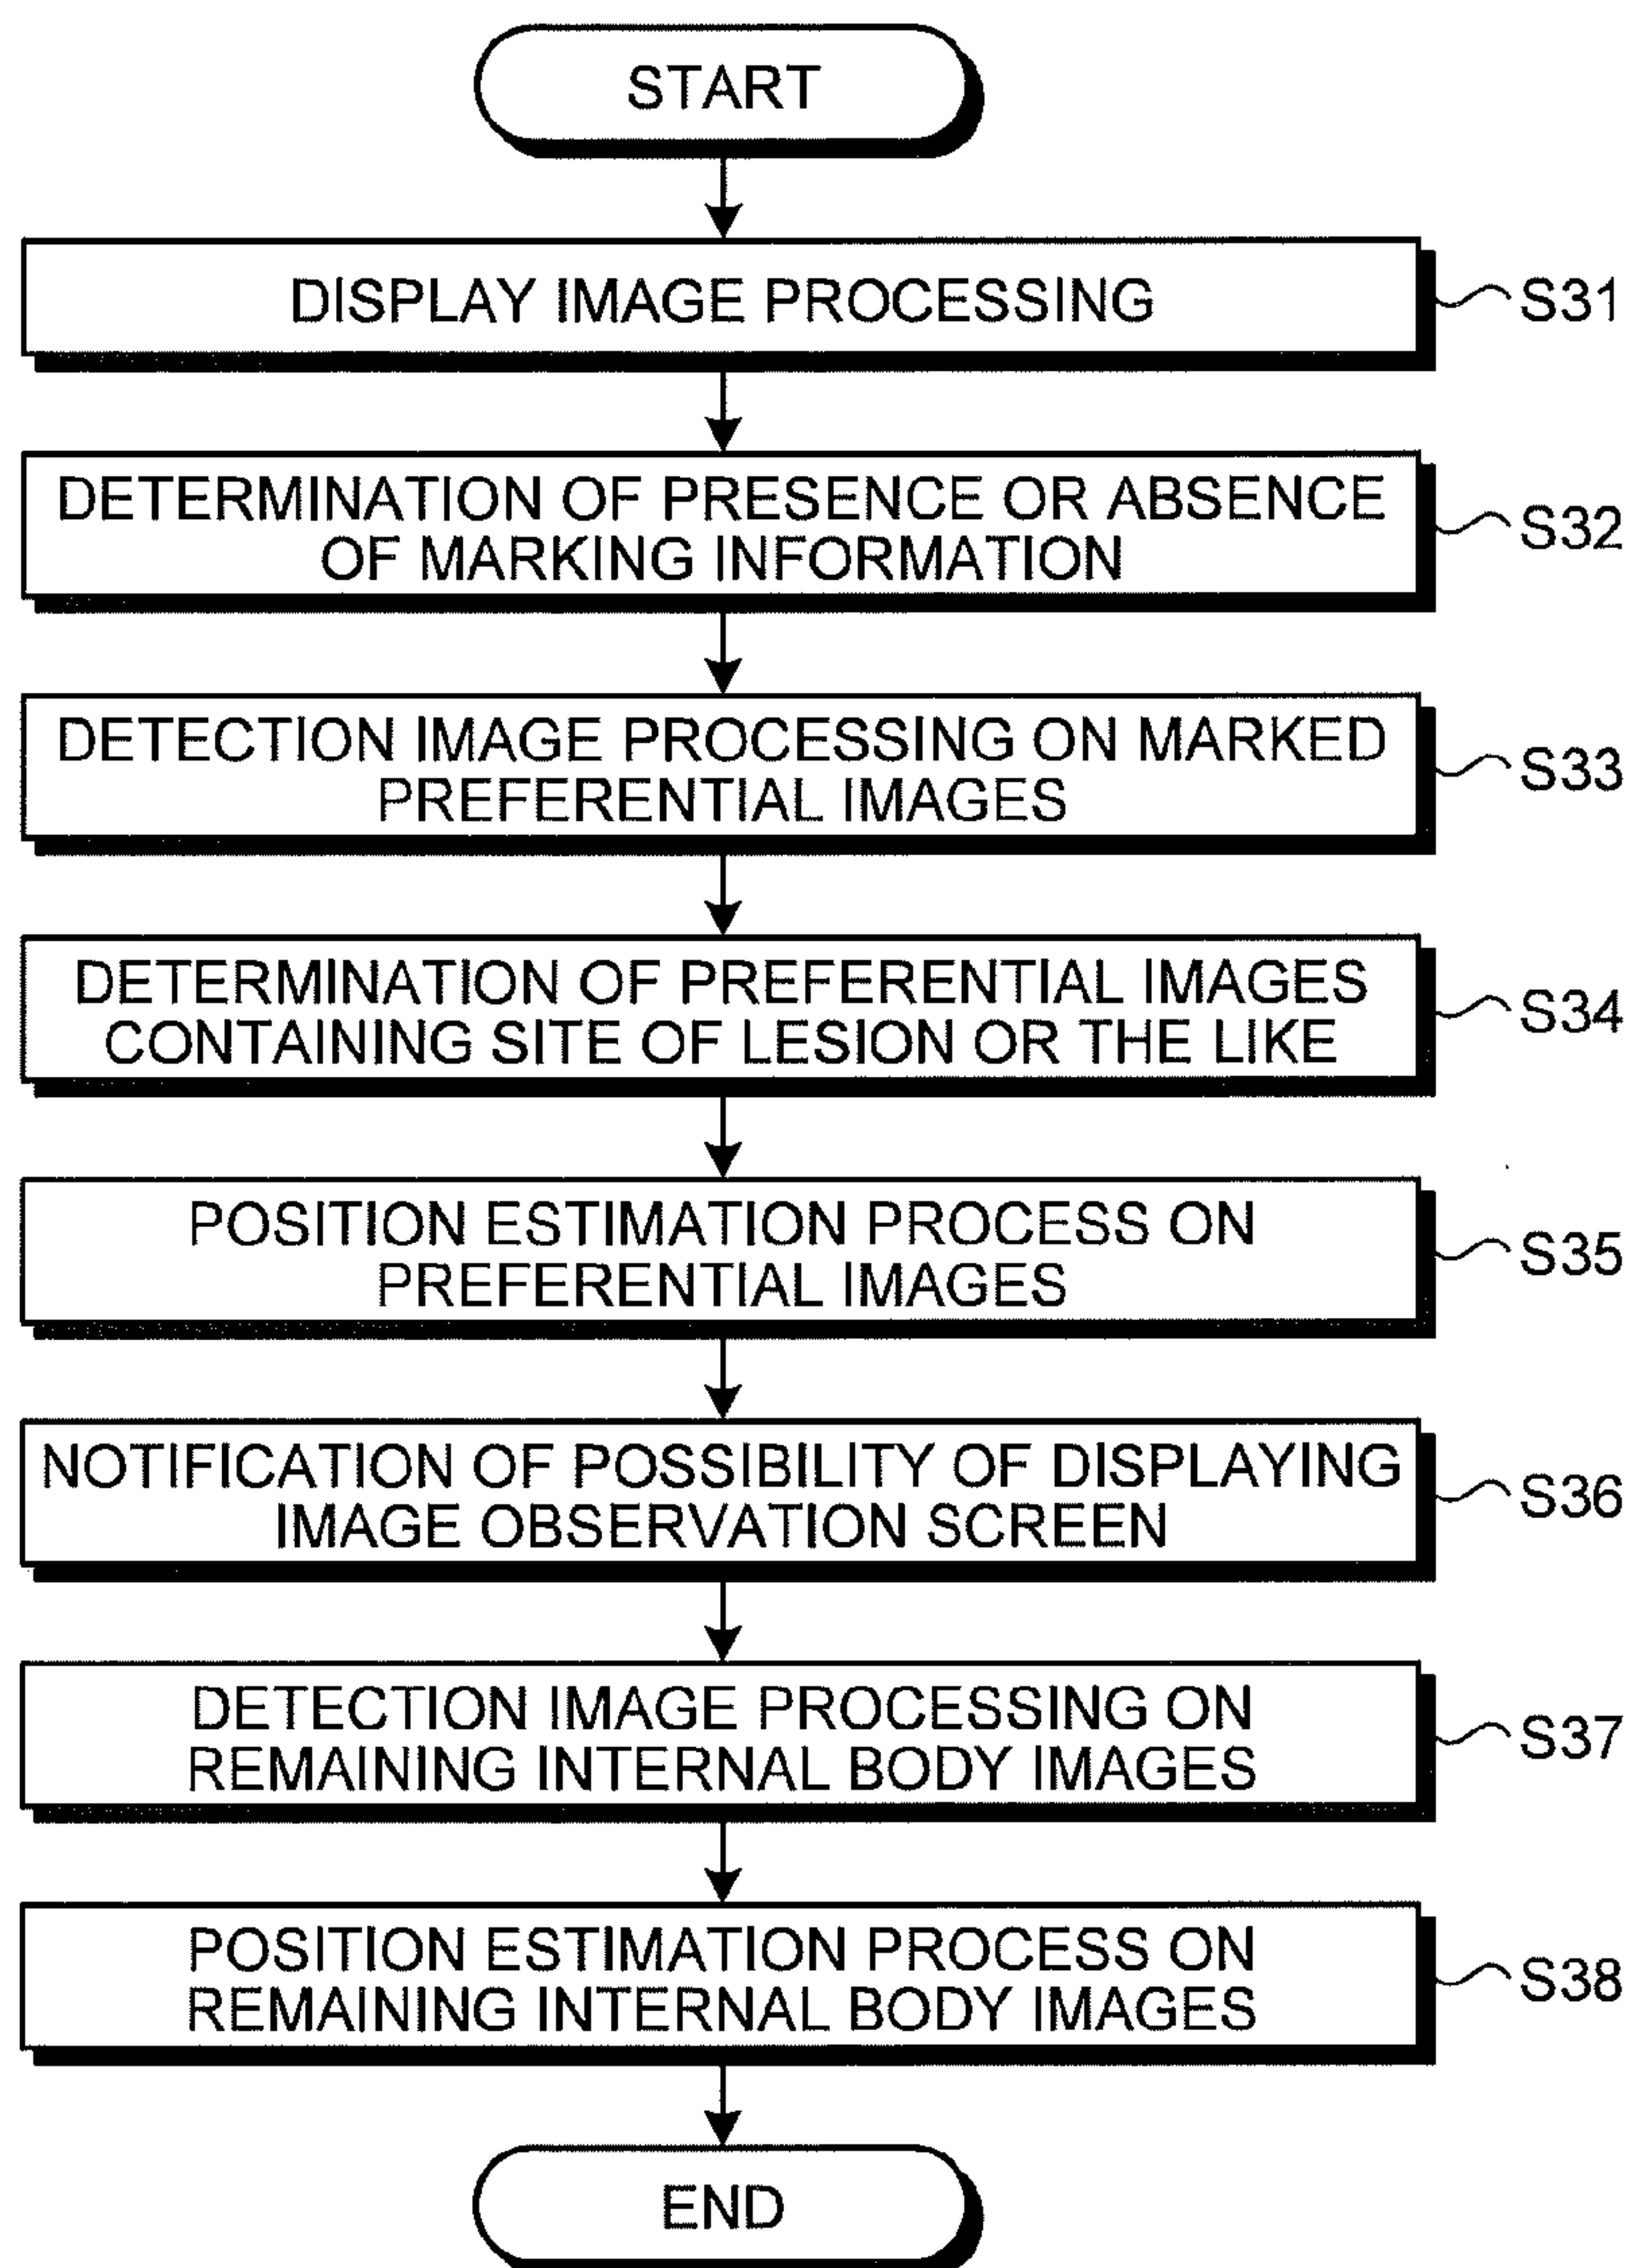 START
DISPLAY IMAGE PROCESSING
S31
DETERMINATION OF PRESENCE OR ABSENCE
OF MARKING INFORMATION
S32
DETECTION IMAGE PROCESSING ON MARKED
PREFERENTIAL IMAGES
S33
DETERMINATION OF PREFERENTIAL IMAGES
CONTAINING SITE OF LESION OR THE LIKE
S34
POSITION ESTIMATION PROCESS ON
PREFERENTIAL IMAGES
S35
NOTIFICATION OF POSSIBILITY OF DISPLAYING
IMAGE OBSERVATION SCREEN
S36
DETECTION IMAGE PROCESSING ON
REMAINING INTERNAL BODY IMAGES
S37
POSITION ESTIMATION PROCESS ON
REMAINING INTERNAL BODY IMAGES
S38
END